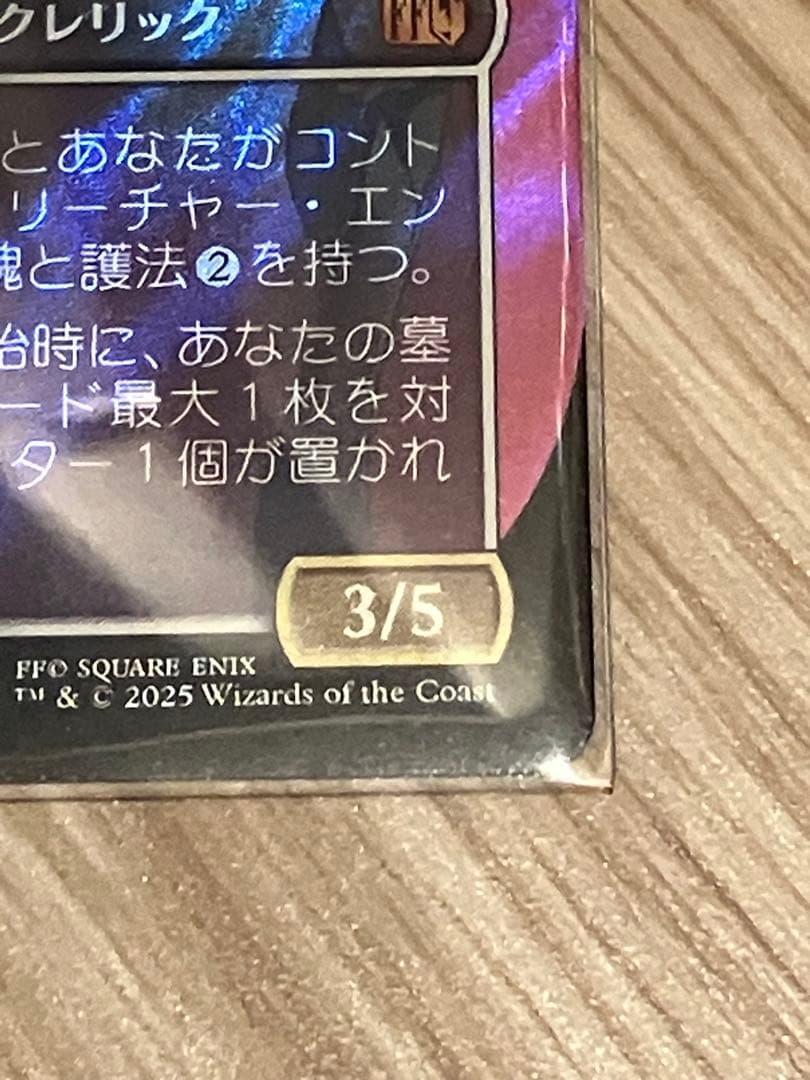 クレリック
とあなたがコント
リーチャー・エン
魂と護法②を持つ。
始時に、あなたの墓
ード最大1枚を対
ター1個が置かれ
3/5
FF© SQUARE ENIX
™ & © 2025 Wizards of the Coast